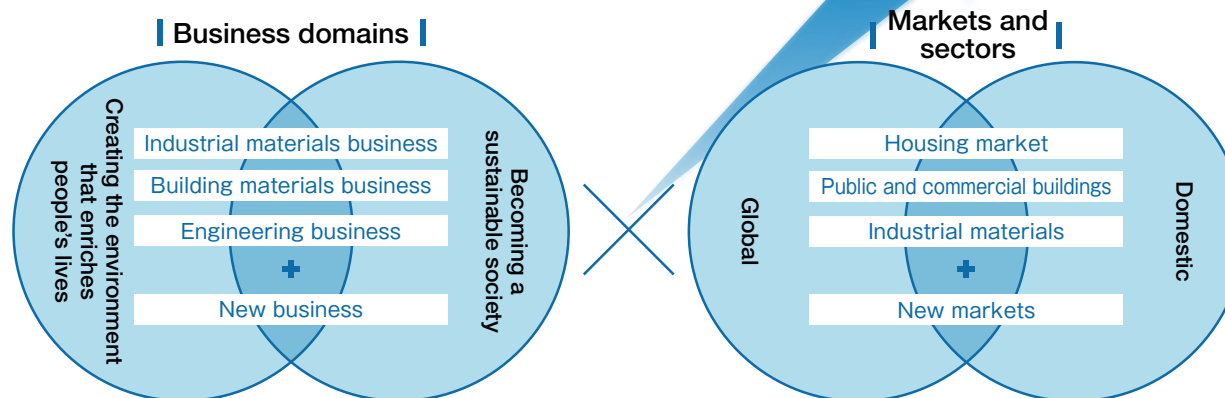 Business domains
Creating the environment
that enriches
people's lives
Industrial materials business
Building materials business
Engineering business
+
New business
Becoming a
sustainable society
Markets and
sectors
Global
Housing market
Public and commercial buildings
Industrial materials
+
New markets
Domestic